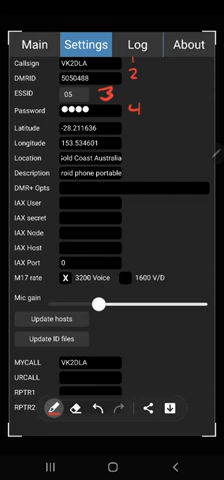 Main Settings Log About
Callsign VK2DLA 1
DMRID 5050488 2
ESSID 05 3
Password ●●●● 4
Latitude -28.211636
Longitude 153.534601
Location Gold Coast Australia
Description roid phone portable
DMR+ Opts
IAX User
IAX secret
IAX Node
IAX Host
IAX Port 0
M17 rate X 3200 Voice 1600 V/D
Mic gain
Update hosts
Update ID files
MYCALL VK2DLA
URCALL
RPTR1
RPTR2